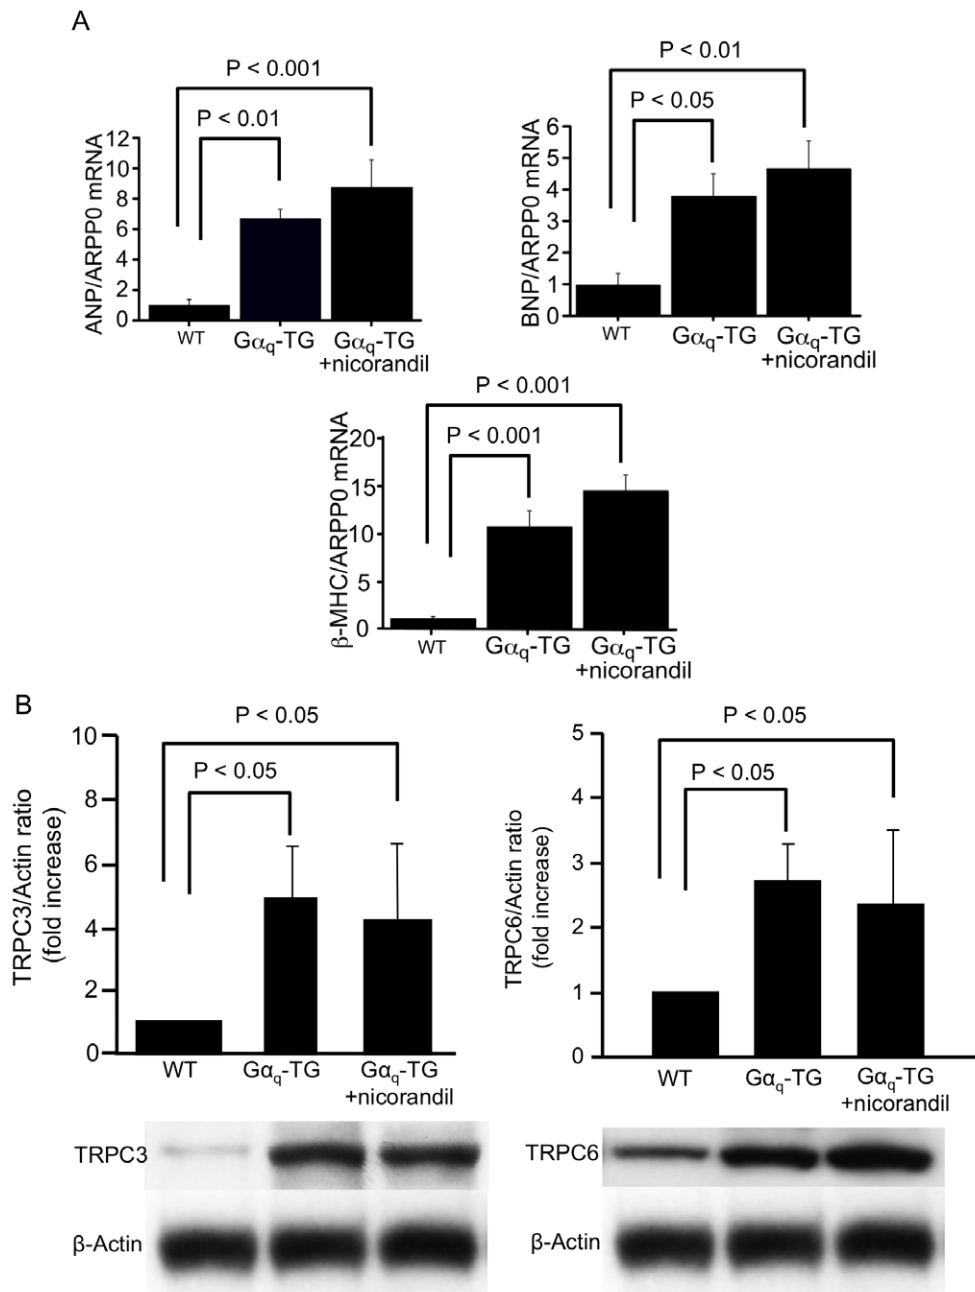 A
P < 0.001
P < 0.01
12
10
8
6
4
2
0
ANP/ARPP0 mRNA
WT
Gαq-TG
Gαq-TG
+nicorandil
P < 0.01
P < 0.05
6
5
4
3
2
1
0
BNP/ARPP0 mRNA
WT
Gαq-TG
Gαq-TG
+nicorandil
P < 0.001
P < 0.001
20
15
10
5
0
β-MHC/ARPP0 mRNA
WT
Gαq-TG
Gαq-TG
+nicorandil
B
P < 0.05
P < 0.05
10
8
6
4
2
0
TRPC3/Actin ratio
(fold increase)
WT
Gαq-TG
Gαq-TG
+nicorandil
TRPC3
β-Actin
P < 0.05
P < 0.05
5
4
3
2
1
0
TRPC6/Actin ratio
(fold increase)
WT
Gαq-TG
Gαq-TG
+nicorandil
TRPC6
β-Actin